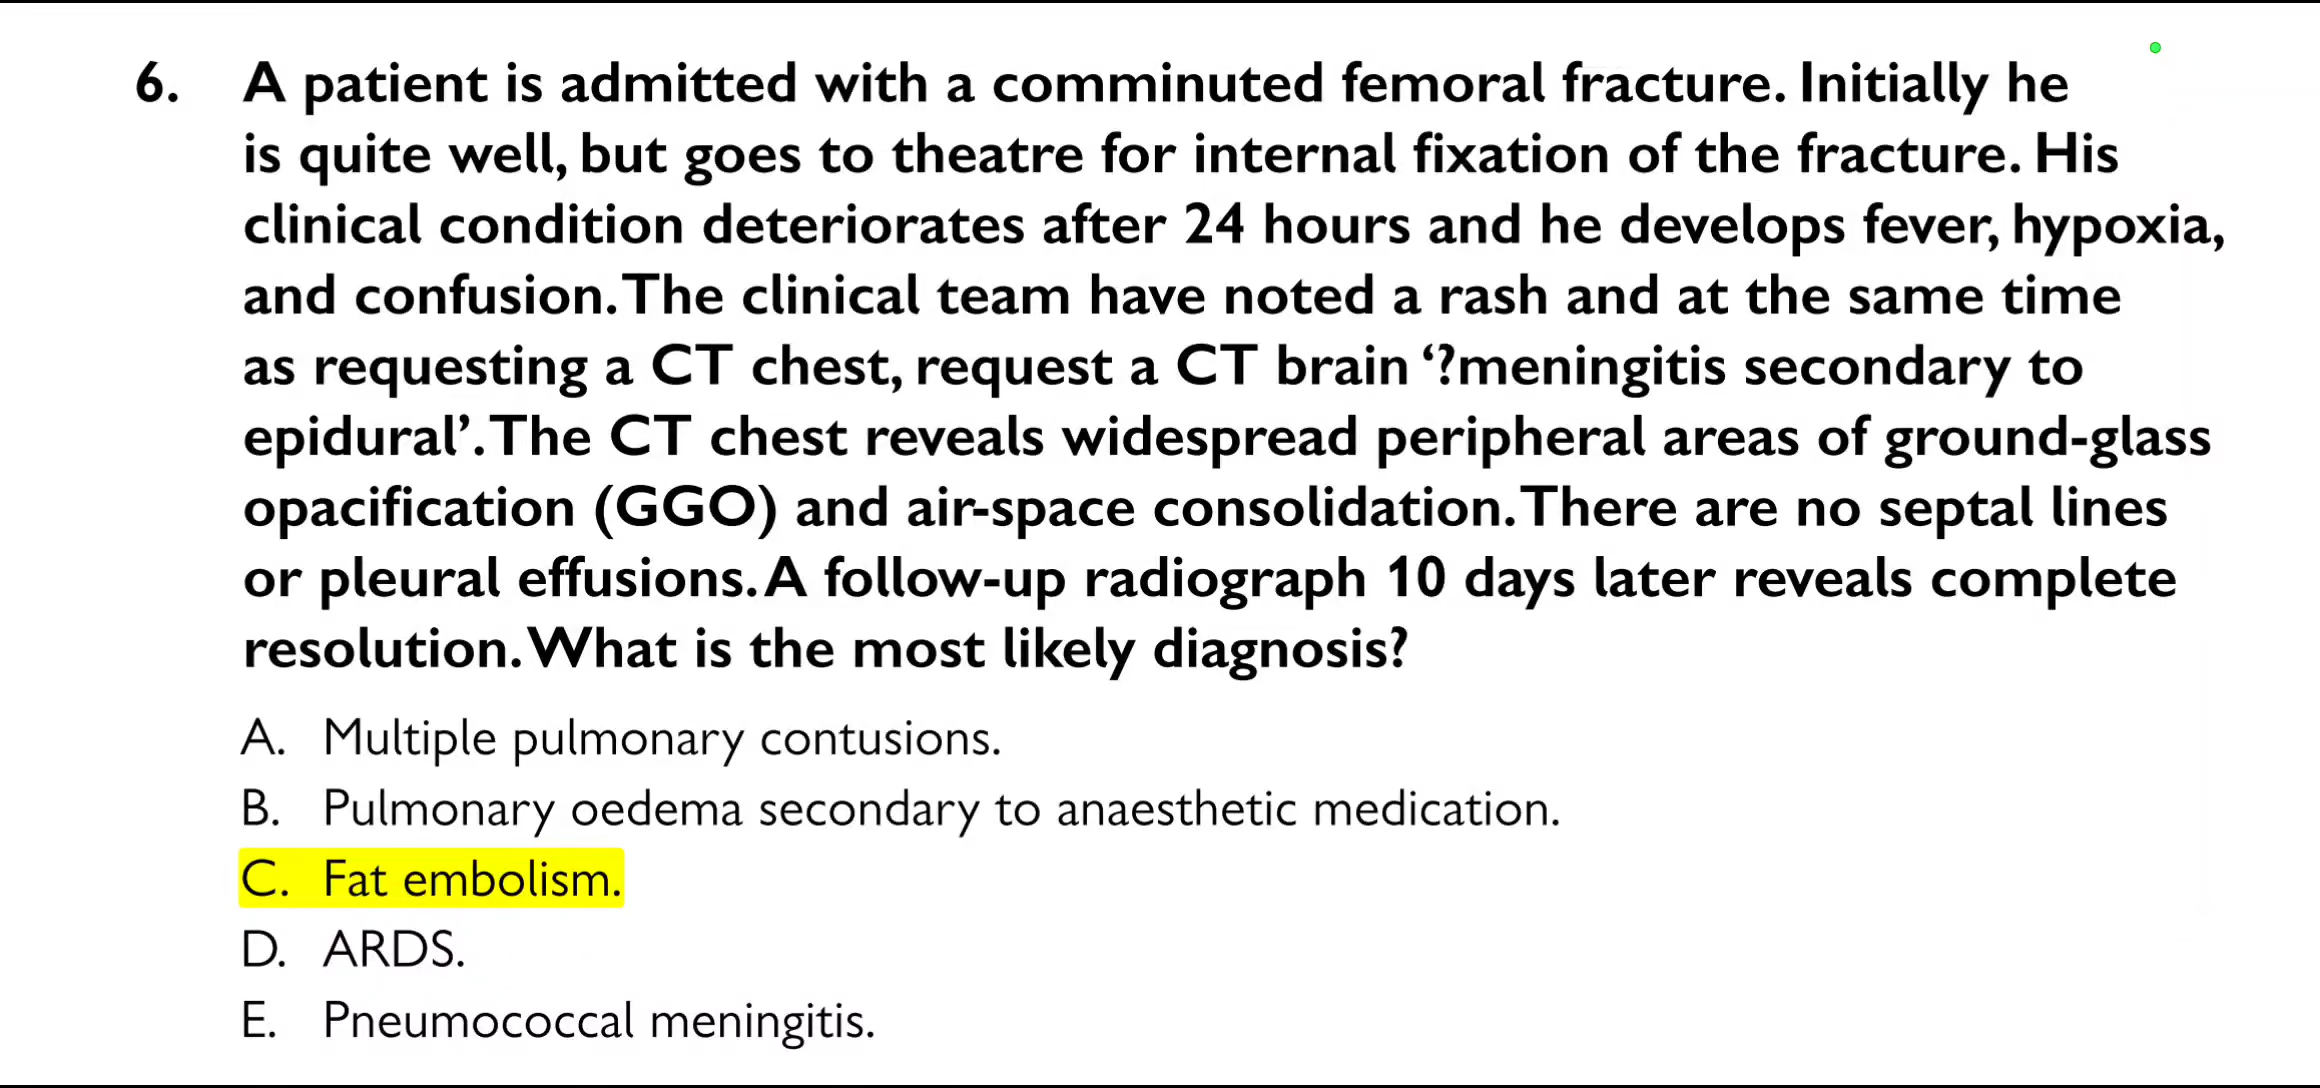 6. A patient is admitted with a comminuted femoral fracture. Initially he
is quite well, but goes to theatre for internal fixation of the fracture. His
clinical condition deteriorates after 24 hours and he develops fever, hypoxia,
and confusion. The clinical team have noted a rash and at the same time
as requesting a CT chest, request a CT brain ‘?meningitis secondary to
epidural’. The CT chest reveals widespread peripheral areas of ground-glass
opacification (GGO) and air-space consolidation. There are no septal lines
or pleural effusions. A follow-up radiograph 10 days later reveals complete
resolution. What is the most likely diagnosis?
A. Multiple pulmonary contusions.
B. Pulmonary oedema secondary to anaesthetic medication.
C. Fat embolism.
D. ARDS.
E. Pneumococcal meningitis.